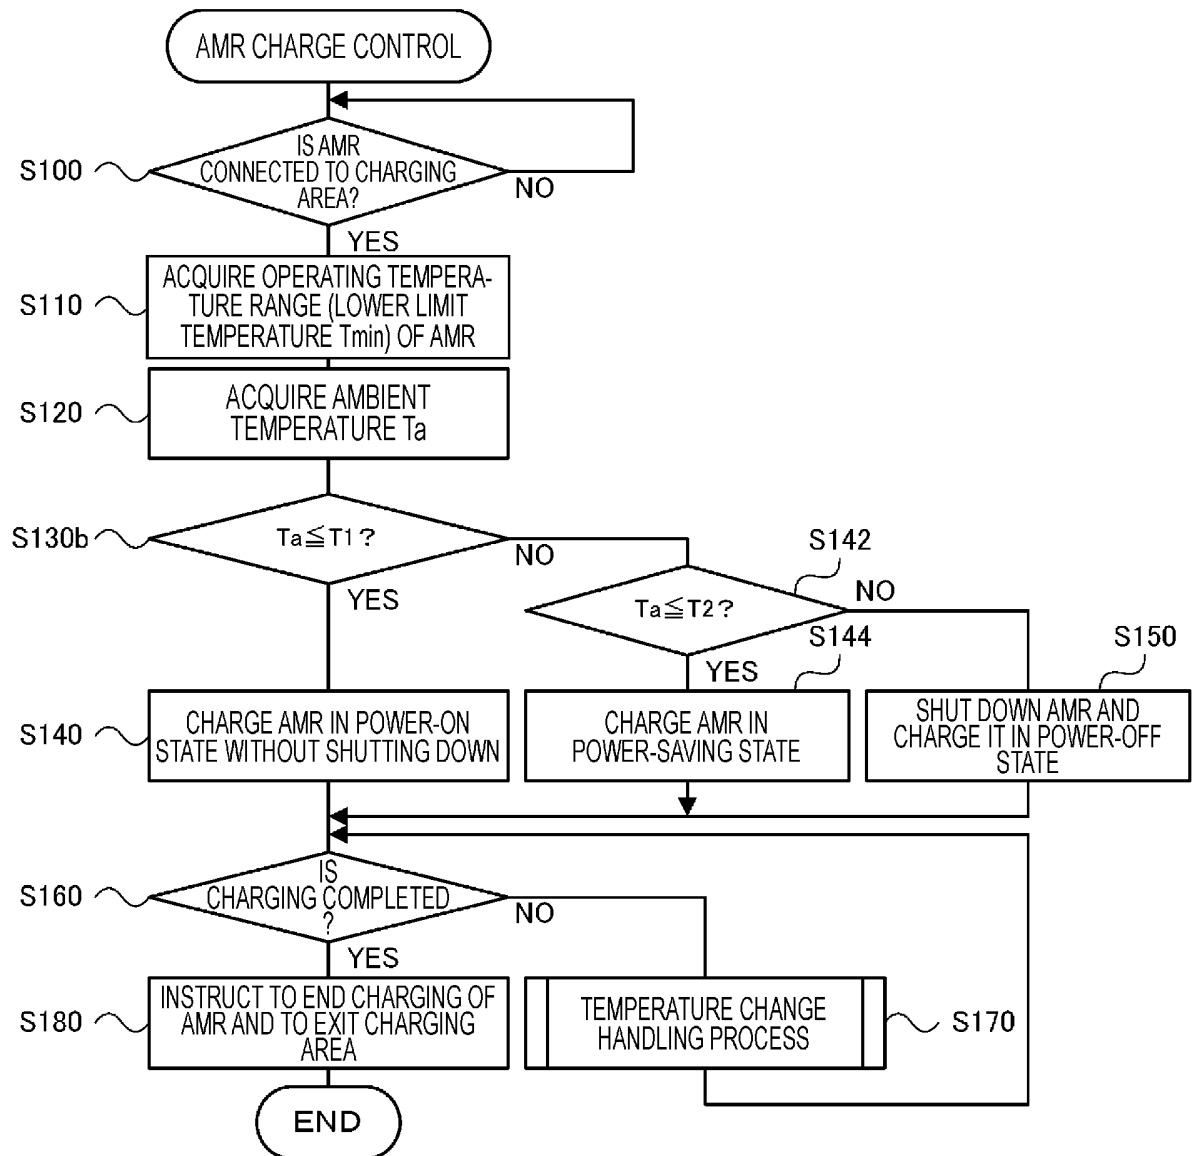 AMR CHARGE CONTROL
S100
IS AMR
CONNECTED TO CHARGING
AREA?
NO
YES
S110
ACQUIRE OPERATING TEMPERA-
TURE RANGE (LOWER LIMIT
TEMPERATURE Tmin) OF AMR
S120
ACQUIRE AMBIENT
TEMPERATURE Ta
S130b
Ta≦T1?
NO
YES
S142
Ta≦T2?
NO
YES
S140
CHARGE AMR IN POWER-ON
STATE WITHOUT SHUTTING DOWN
S144
CHARGE AMR IN
POWER-SAVING STATE
S150
SHUT DOWN AMR AND
CHARGE IT IN POWER-OFF
STATE
S160
IS
CHARGING COMPLETED
?
NO
YES
S180
INSTRUCT TO END CHARGING OF
AMR AND TO EXIT CHARGING
AREA
TEMPERATURE CHANGE
HANDLING PROCESS
S170
END